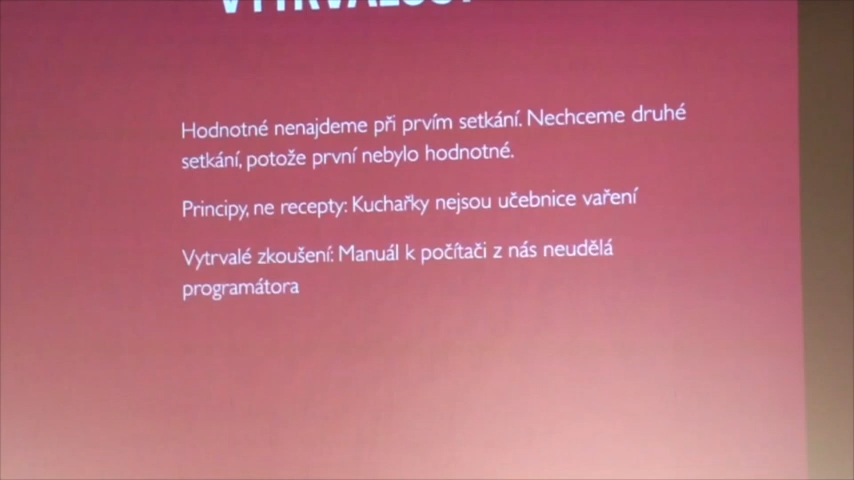 VYTRVALOST
Hodnotné nenajdeme při prvím setkání. Nechceme druhé
setkání, potože první nebylo hodnotné.
Principy, ne recepty: Kuchařky nejsou učebnice vaření
Vytrvalé zkoušení: Manuál k počítači z nás neudělá
programátora